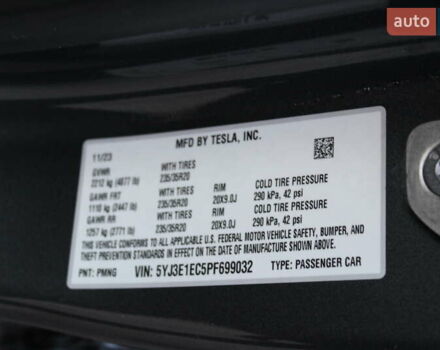 auto
MFD BY TESLA, INC.
11/23
GVWR WITH TIRES
2212 kg (4877 lb) 235/35R20
GAWR FRT WITH TIRES RIM COLD TIRE PRESSURE
1110 kg (2447 lb) 235/35R20 20X9.0J 290 kPa, 42 psi
GAWR RR WITH TIRES RIM COLD TIRE PRESSURE
1257 kg (2771 lb) 235/35R20 20X9.0J 290 kPa, 42 psi
THIS VEHICLE CONFORMS TO ALL APPLICABLE U.S. FEDERAL MOTOR VEHICLE SAFETY, BUMPER, AND
THEFT PREVENTION STANDARDS IN EFFECT ON THE DATE OF MANUFACTURE SHOWN ABOVE.
PNT: PMNG VIN: 5YJ3E1EC5PF699032 TYPE: PASSENGER CAR